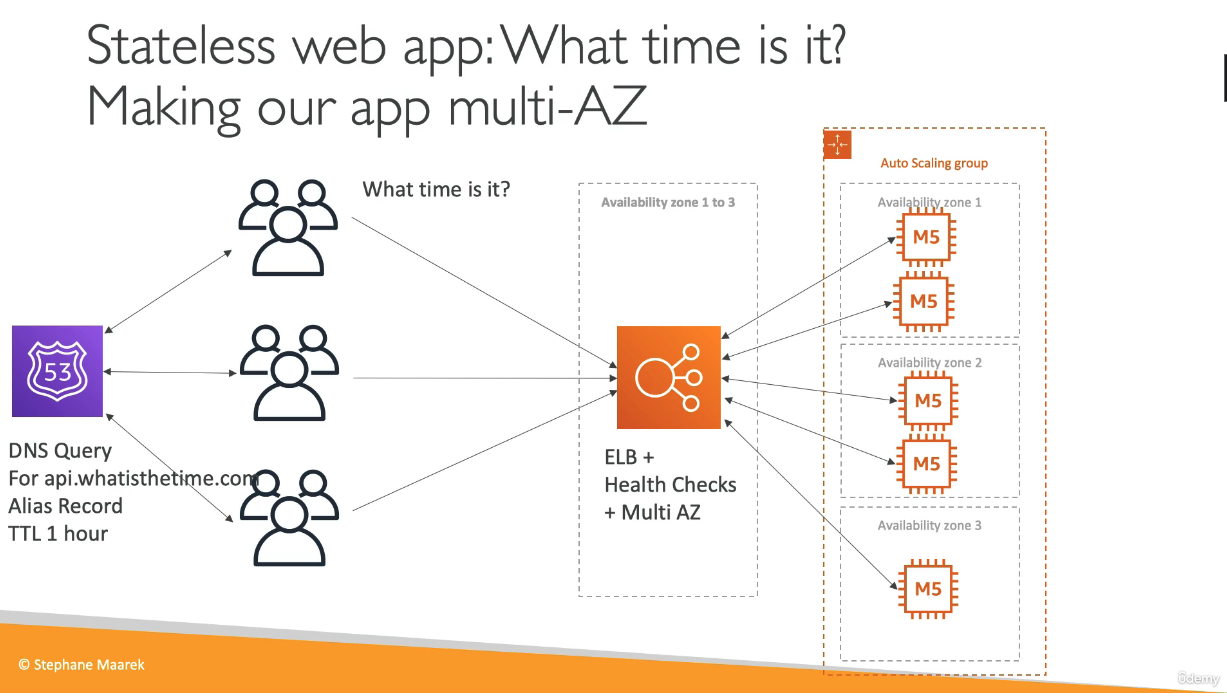 Stateless web app: What time is it?
Making our app multi-AZ
What time is it?
Availability zone 1 to 3
Auto Scaling group
Availability zone 1
M5
M5
Availability zone 2
M5
M5
Availability zone 3
M5
53
DNS Query
For api.whatisthetime.com
Alias Record
TTL 1 hour
ELB +
Health Checks
+ Multi AZ
© Stephane Maarek
Udemy